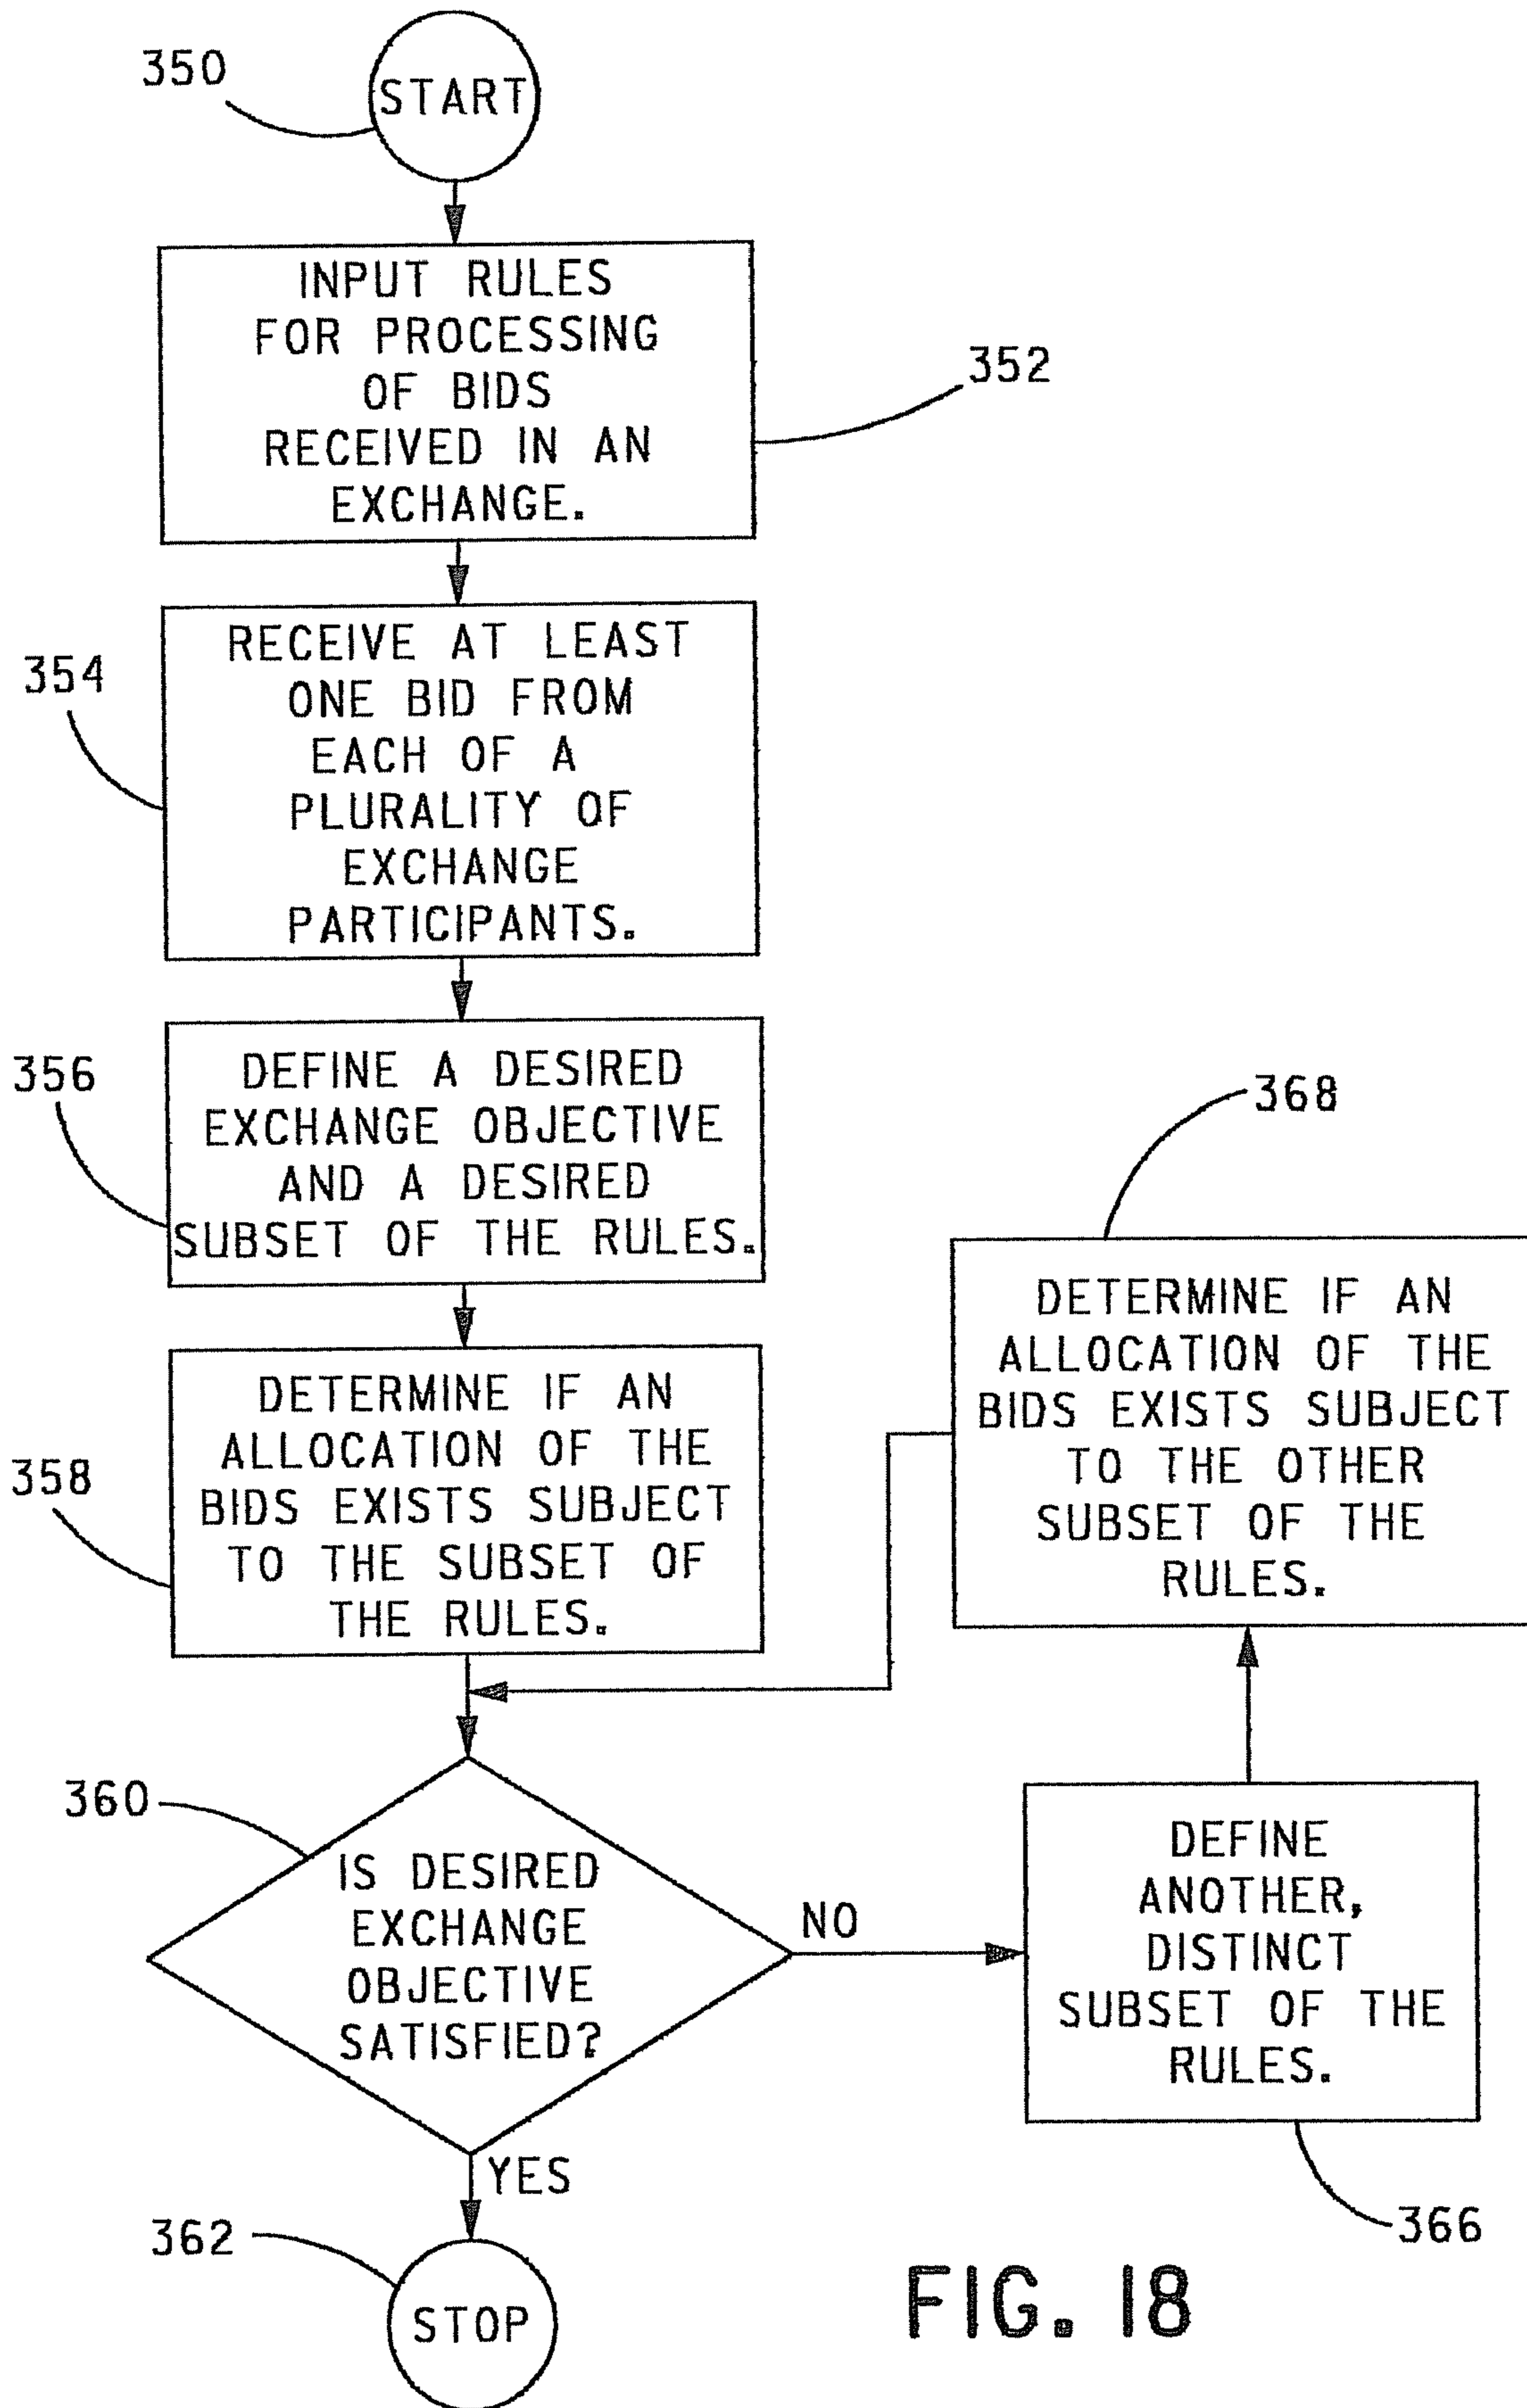 350
START
INPUT RULES
FOR PROCESSING
OF BIDS
RECEIVED IN AN
EXCHANGE.
352
RECEIVE AT LEAST
ONE BID FROM
EACH OF A
PLURALITY OF
EXCHANGE
PARTICIPANTS.
354
DEFINE A DESIRED
EXCHANGE OBJECTIVE
AND A DESIRED
SUBSET OF THE RULES.
356
DETERMINE IF AN
ALLOCATION OF THE
BIDS EXISTS SUBJECT
TO THE SUBSET OF
THE RULES.
358
360
IS DESIRED
EXCHANGE
OBJECTIVE
SATISFIED?
NO
YES
362
STOP
DEFINE
ANOTHER,
DISTINCT
SUBSET OF THE
RULES.
366
368
DETERMINE IF AN
ALLOCATION OF THE
BIDS EXISTS SUBJECT
TO THE OTHER
SUBSET OF THE
RULES.
FIG. 18